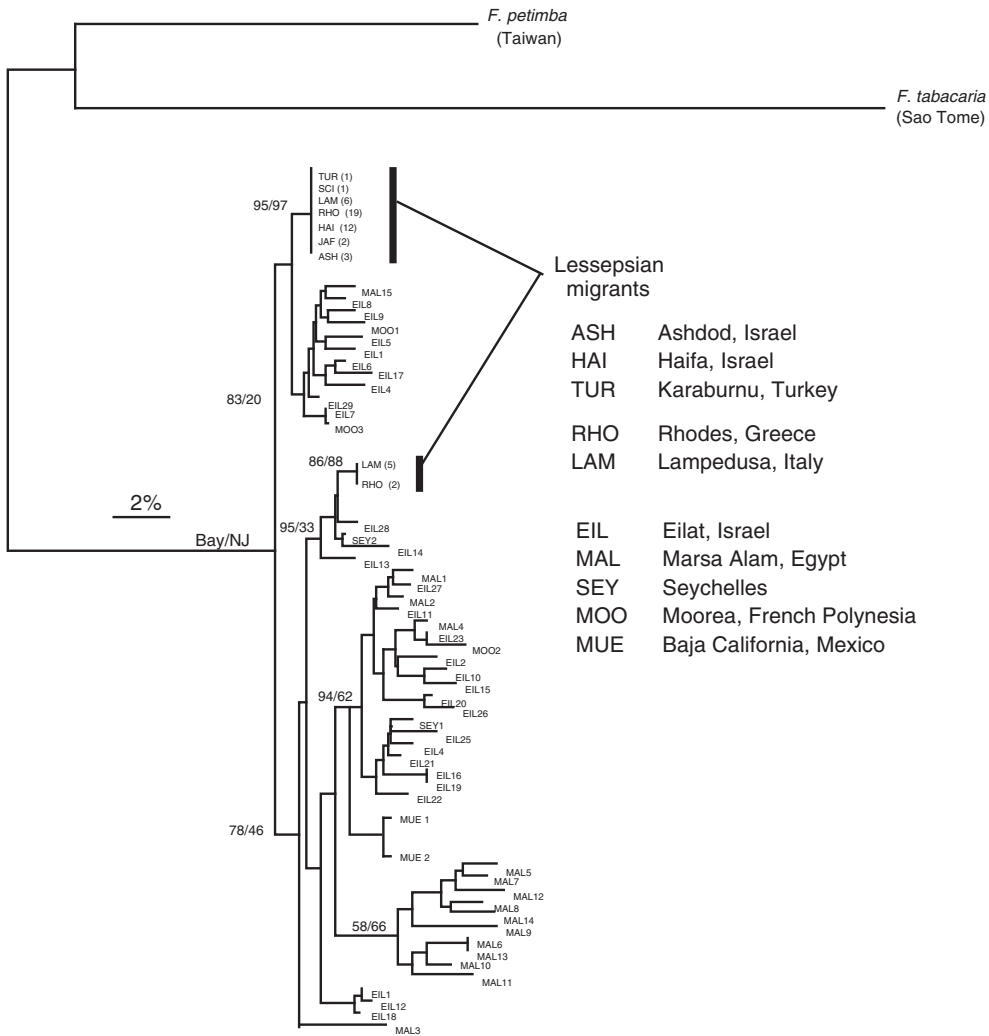 F. petimba
(Taiwan)
F. tabacaria
(Sao Tome)
TUR (1)
SCI (1)
LAM (6)
95/97
RHO (19)
HAI (12)
JAF (2)
ASH (3)
Lessepsian
migrants
ASH Ashdod, Israel
HAI Haifa, Israel
TUR Karaburnu, Turkey
RHO Rhodes, Greece
LAM Lampedusa, Italy
EIL Eilat, Israel
MAL Marsa Alam, Egypt
SEY Seychelles
MOO Moorea, French Polynesia
MUE Baja California, Mexico
MAL15
EIL8
EIL9
MOO1
EIL5
EIL1
EIL6
EIL17
EIL4
83/20
EIL29
EIL7
MOO3
86/88
LAM (5)
RHO (2)
2%
95/33
Bay/NJ
EIL28
SEY2
EIL14
EIL13
MAL1
EIL27
MAL2
EIL11
MAL4
EIL23
MOO2
EIL2
EIL10
EIL15
94/62
EIL20
EIL26
SEY1
EIL25
EIL4
EIL21
EIL16
EIL19
EIL22
MUE 1
78/46
MUE 2
MAL5
MAL7
MAL12
MAL8
MAL14
58/66
MAL9
MAL6
MAL13
MAL10
MAL11
EIL1
EIL12
EIL18
MAL3